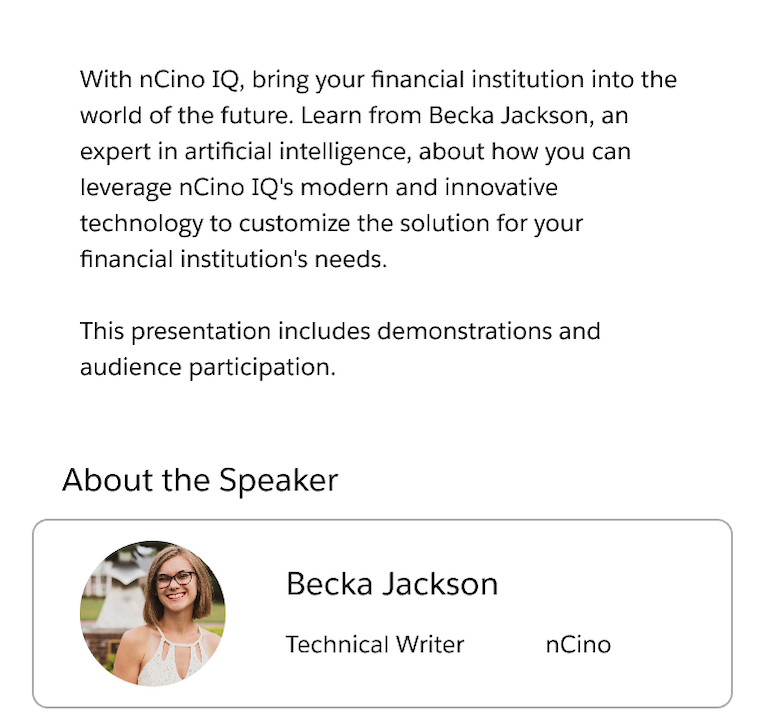 With nCino IQ, bring your financial institution into the
world of the future. Learn from Becka Jackson, an
expert in artificial intelligence, about how you can
leverage nCino IQ's modern and innovative
technology to customize the solution for your
financial institution's needs.
This presentation includes demonstrations and
audience participation.
About the Speaker
Becka Jackson
Technical Writer nCino